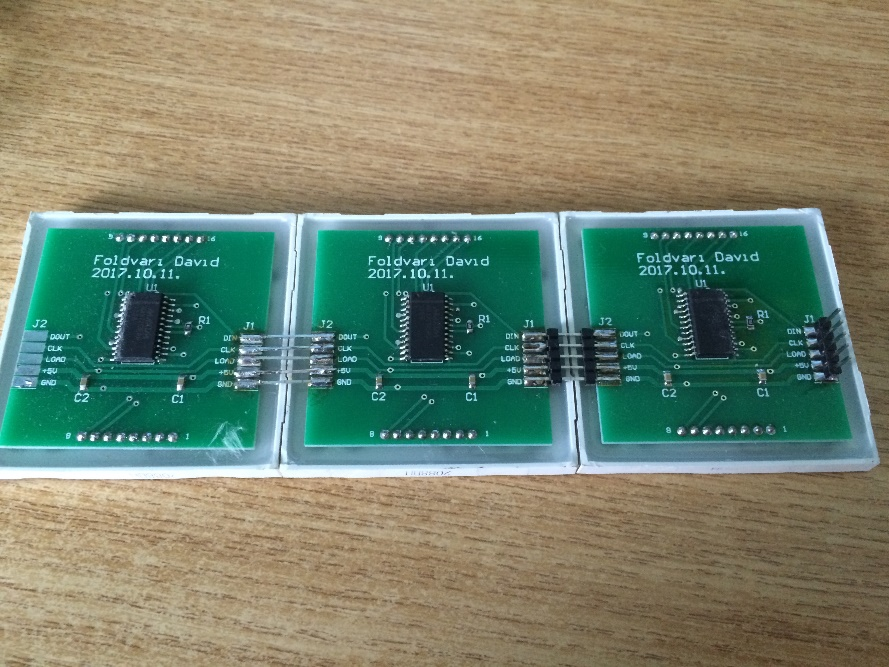 9 16
Foldvari David
2017.10.11.
U1
R1
J2
J1
DOUT
DIN
CLK
CLK
LOAD
LOAD
+5V
+5V
GND
GND
C2
C1
8 1
9 16
Foldvari David
2017.10.11.
U1
R1
J2
J1
DOUT
DIN
CLK
CLK
LOAD
LOAD
+5V
+5V
GND
GND
C2
C1
8 1
9 16
Foldvari David
2017.10.11.
U1
R1
J2
J1
DOUT
DIN
CLK
CLK
LOAD
LOAD
+5V
+5V
GND
GND
C2
C1
8 1